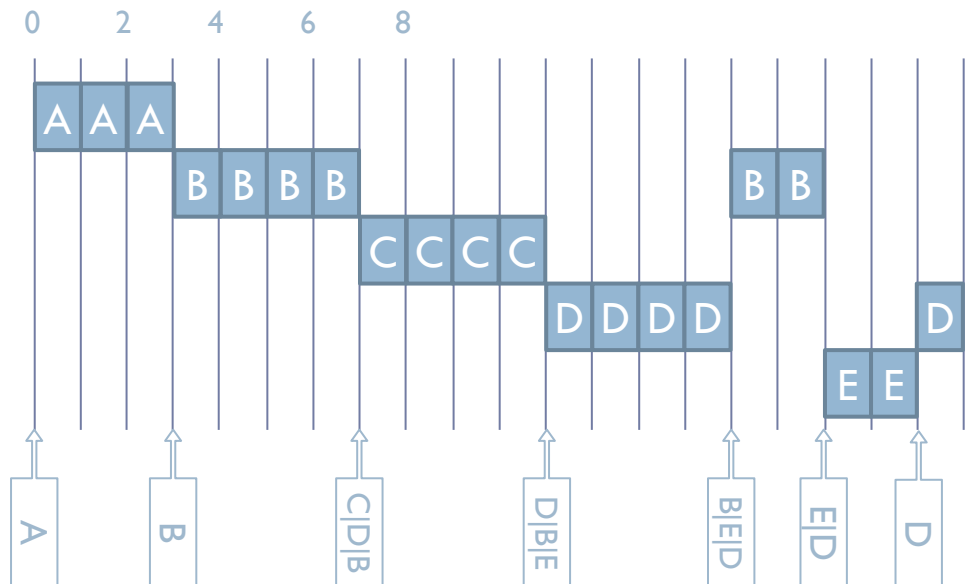 0 2 4 6 8
A A A
B B B B B B
C C C C
D D D D D
E E
A B C|D|B D|B|E B|E|D E|D D